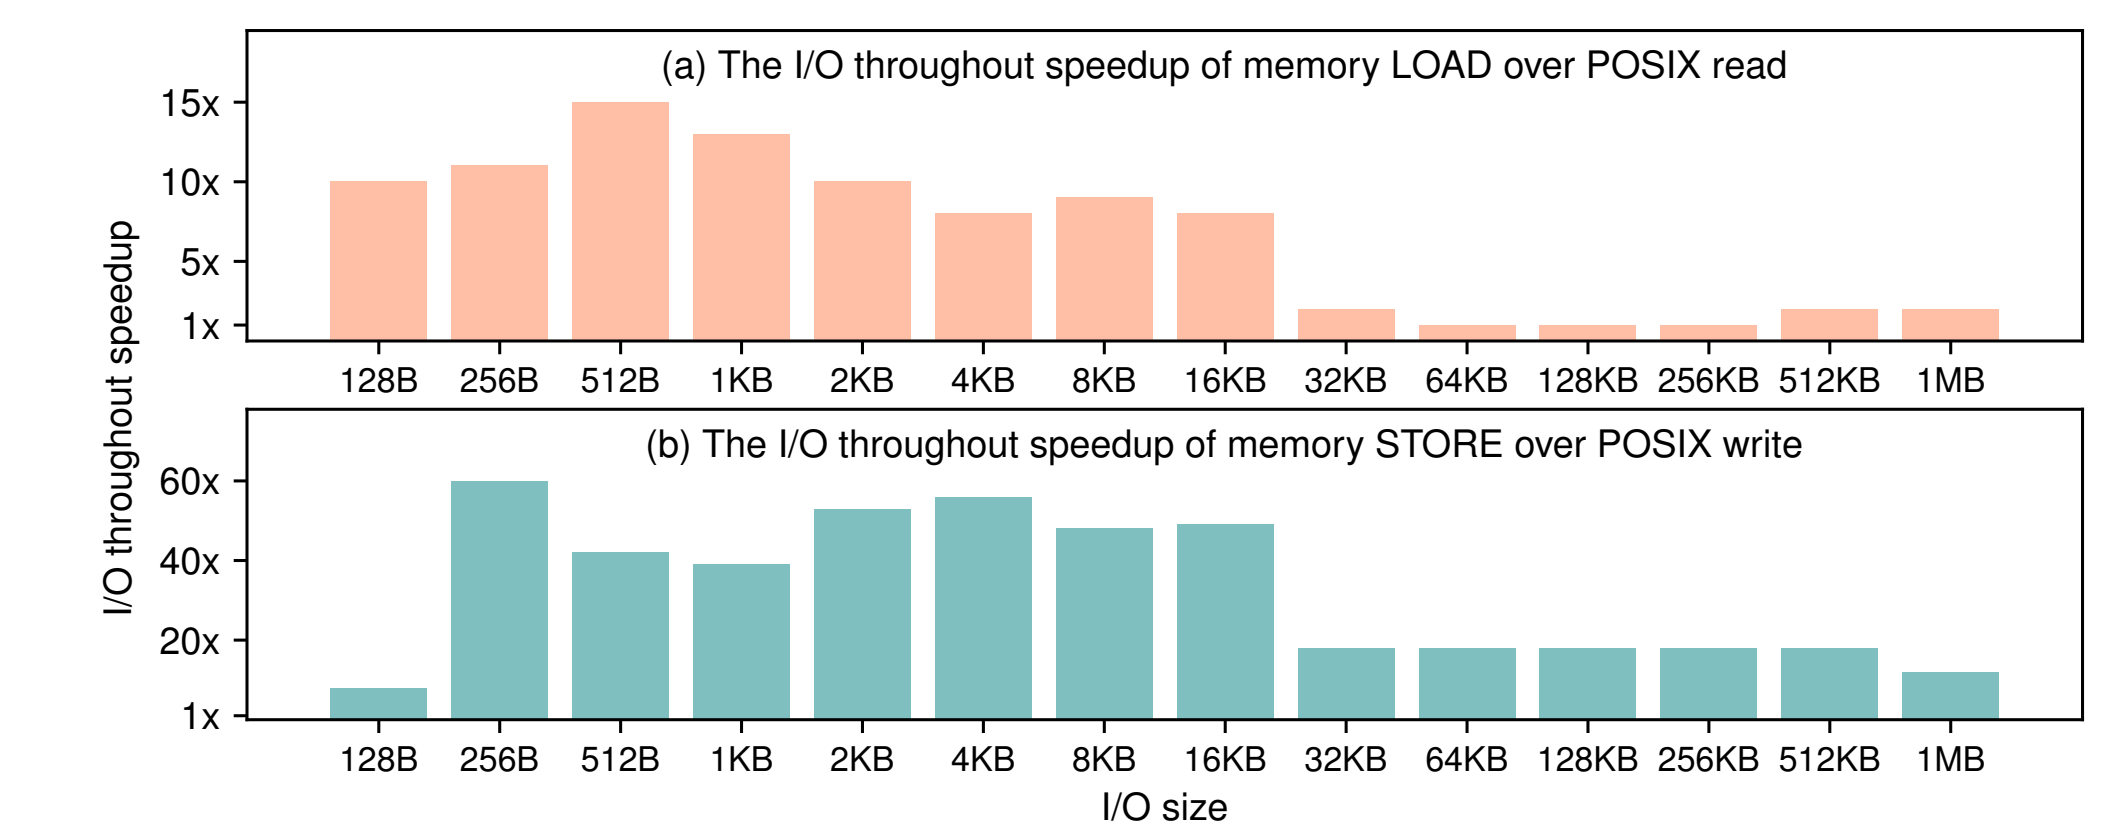 (a) The I/O throughout speedup of memory LOAD over POSIX read
15x
10x
5x
1x
128B 256B 512B 1KB 2KB 4KB 8KB 16KB 32KB 64KB 128KB 256KB 512KB 1MB
I/O throughout speedup
(b) The I/O throughout speedup of memory STORE over POSIX write
60x
40x
20x
1x
128B 256B 512B 1KB 2KB 4KB 8KB 16KB 32KB 64KB 128KB 256KB 512KB 1MB
I/O size